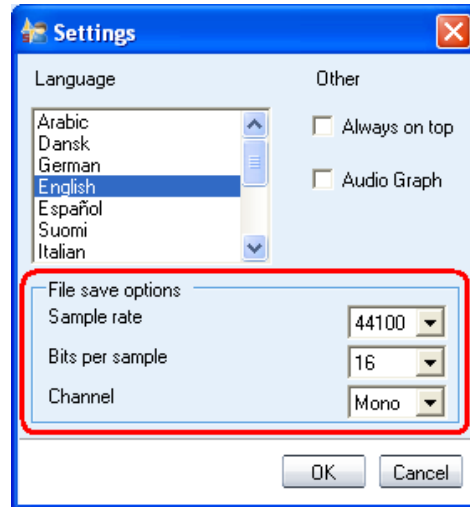 Settings
Language
Other
Arabic
Dansk
German
English
Español
Suomi
Italian
Always on top
Audio Graph
File save options
Sample rate
44100
Bits per sample
16
Channel
Mono
OK
Cancel